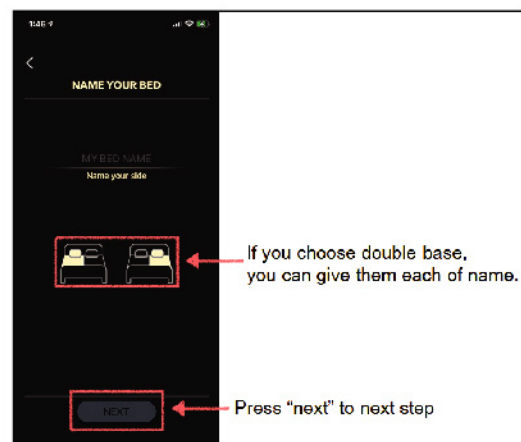 1:46
NAME YOUR BED
MY BED NAME
Name your side
If you choose double base,
you can give them each of name.
NEXT
Press “next” to next step